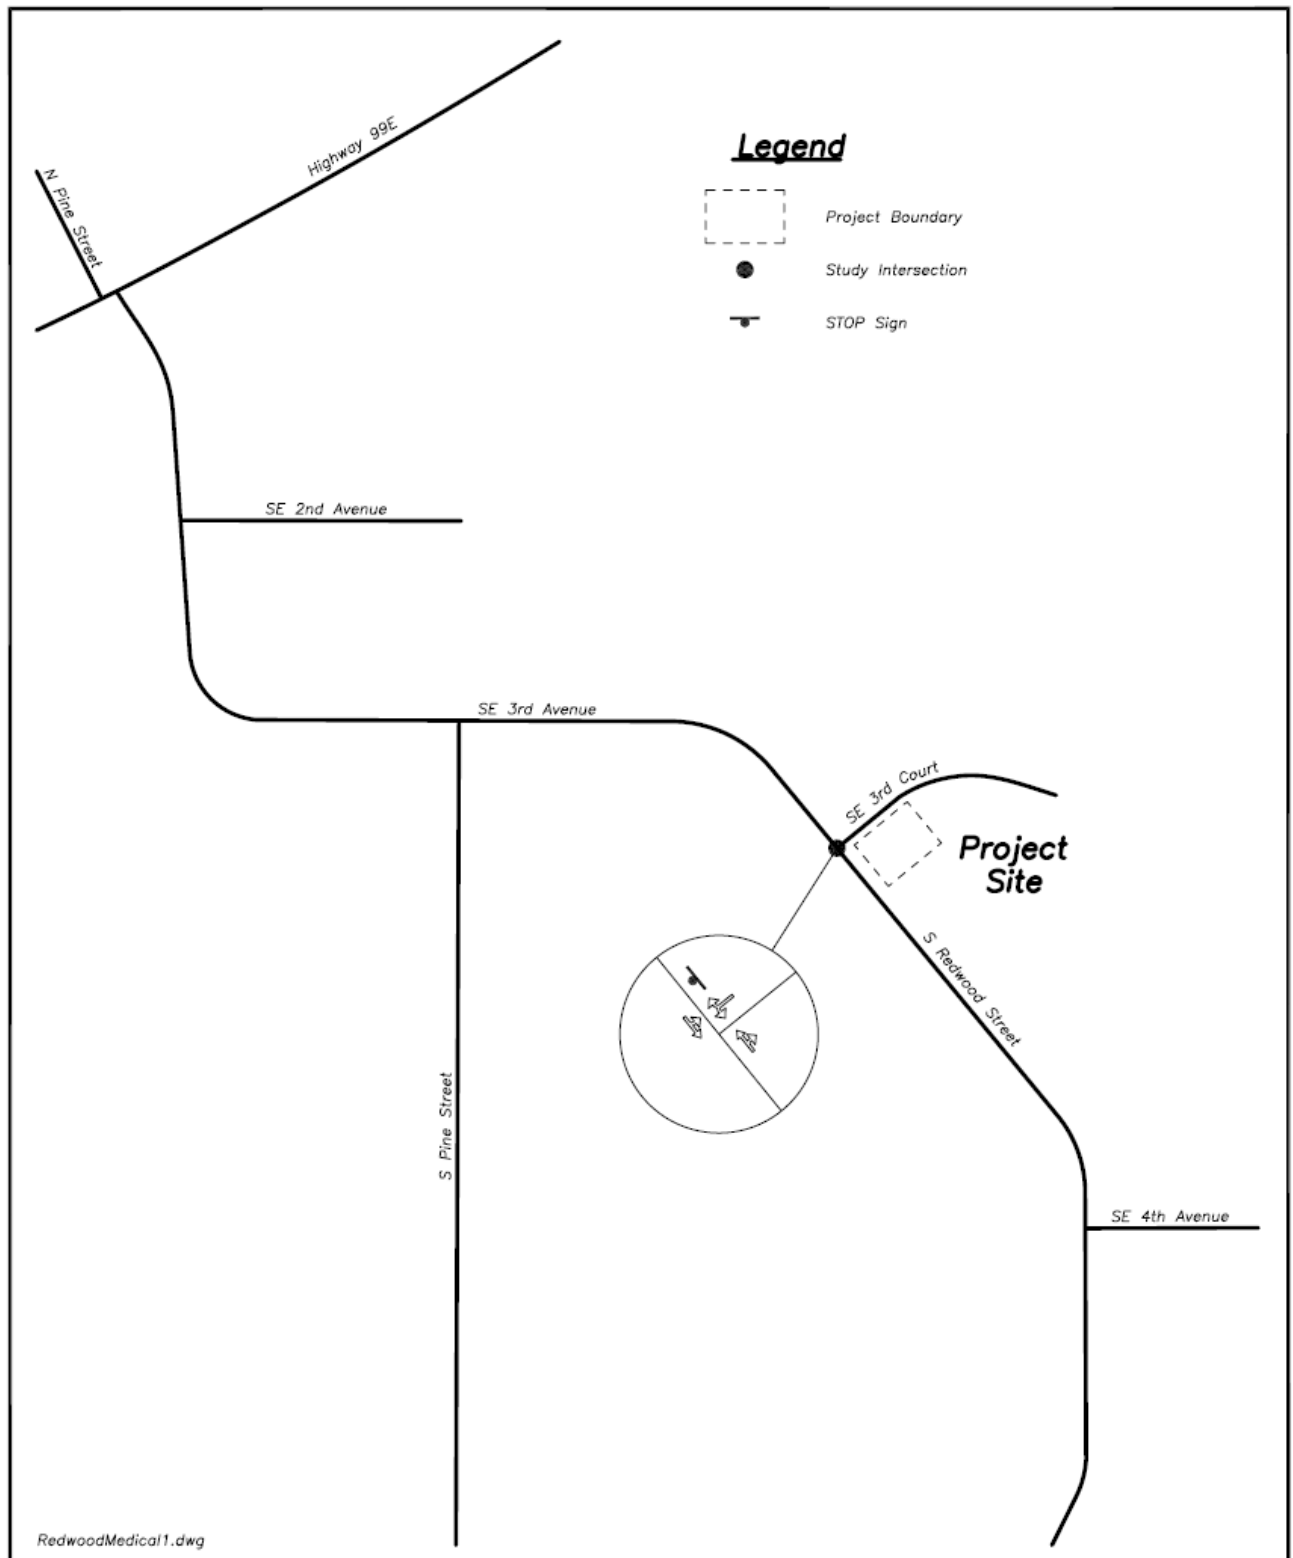 Highway 99E
Legend
N Pine Street
Project Boundary
Study Intersection
STOP Sign
SE 2nd Avenue
SE 3rd Avenue
SE 3rd Court
Project
Site
S Redwood Street
S Pine Street
SE 4th Avenue
RedwoodMedical1.dwg